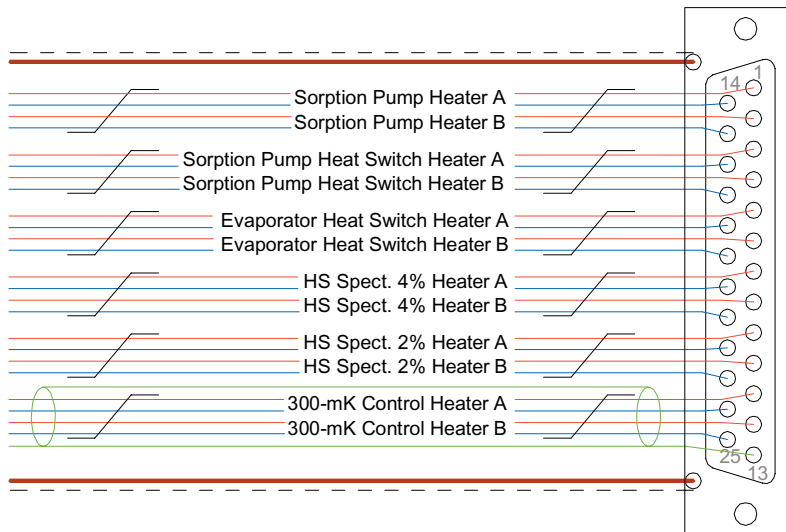 1
14
Sorption Pump Heater A
Sorption Pump Heater B
Sorption Pump Heat Switch Heater A
Sorption Pump Heat Switch Heater B
Evaporator Heat Switch Heater A
Evaporator Heat Switch Heater B
HS Spect. 4% Heater A
HS Spect. 4% Heater B
HS Spect. 2% Heater A
HS Spect. 2% Heater B
300-mK Control Heater A
300-mK Control Heater B
25
13